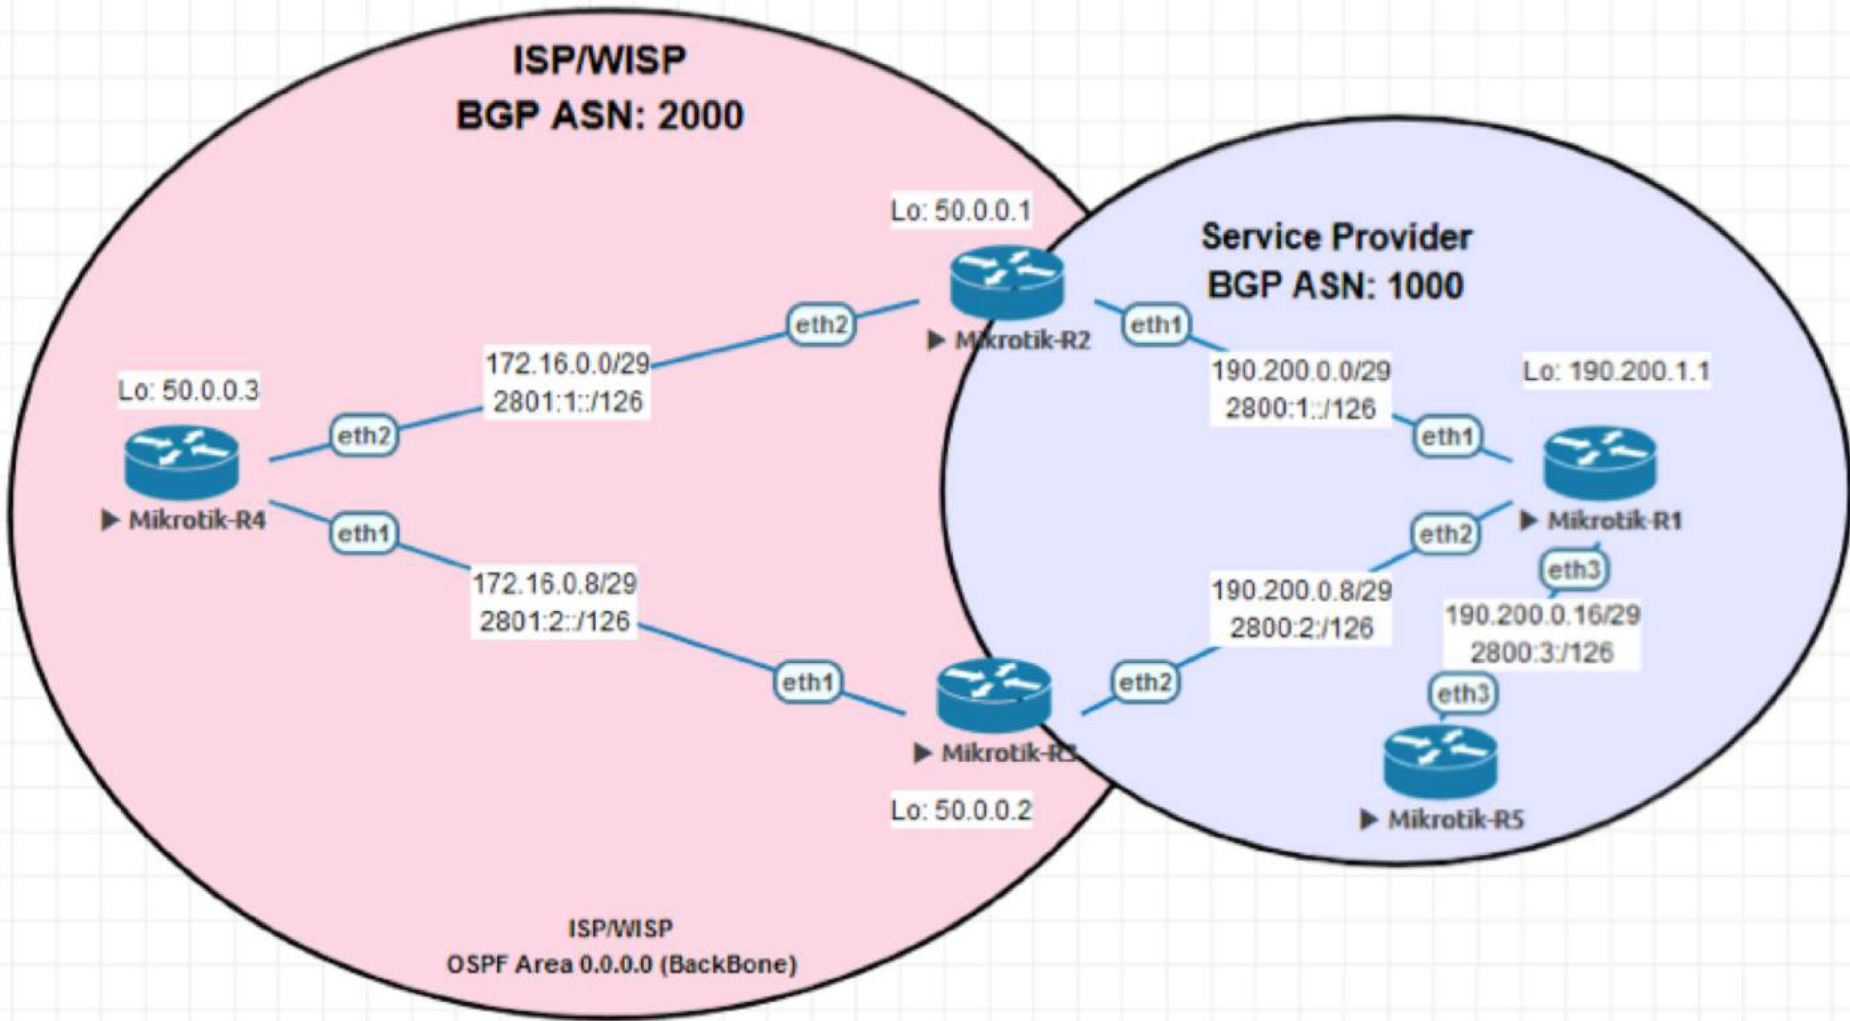 ISP/WISP
BGP ASN: 2000
Lo: 50.0.0.1
Service Provider
BGP ASN: 1000
eth2
Mikrotik-R2
eth1
172.16.0.0/29
2801:1::/126
190.200.0.0/29
2800:1::/126
Lo: 190.200.1.1
Lo: 50.0.0.3
eth2
eth1
Mikrotik-R4
Mikrotik-R1
eth1
eth2
eth3
172.16.0.8/29
2801:2::/126
190.200.0.8/29
2800:2:/126
190.200.0.16/29
2800:3:/126
eth1
eth2
eth3
Mikrotik-R3
Lo: 50.0.0.2
Mikrotik-R5
ISP/WISP
OSPF Area 0.0.0.0 (BackBone)